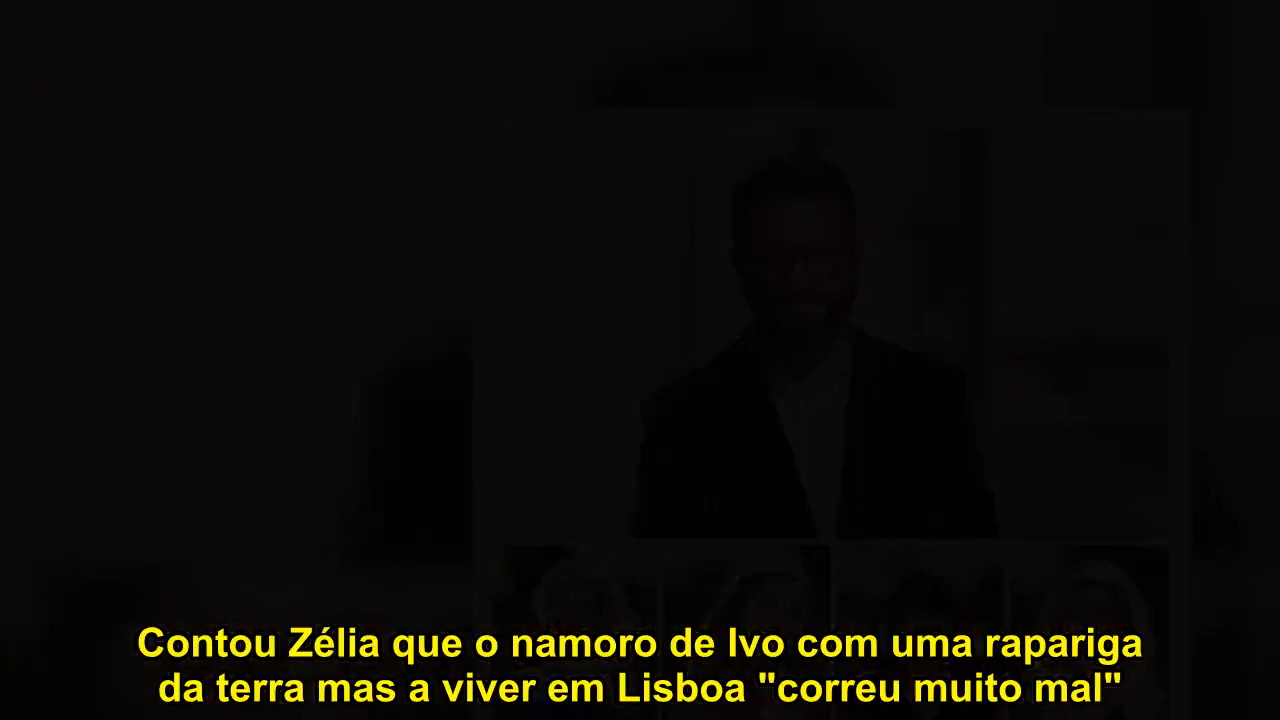 Contou Zélia que o namoro de Ivo com uma rapariga
da terra mas a viver em Lisboa "correu muito mal"